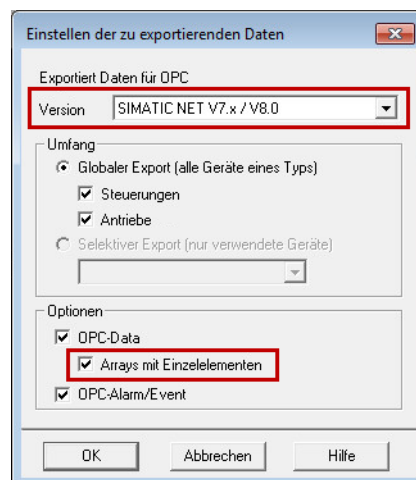 Einstellen der zu exportierenden Daten
Exportiert Daten für OPC
Version SIMATIC NET V7.x / V8.0
Umfang
Globaler Export (alle Geräte eines Typs)
Steuerungen
Antriebe
Selektiver Export (nur verwendete Geräte)
Optionen
OPC-Data
Arrays mit Einzelelementen
OPC-Alarm/Event
OK Abbrechen Hilfe